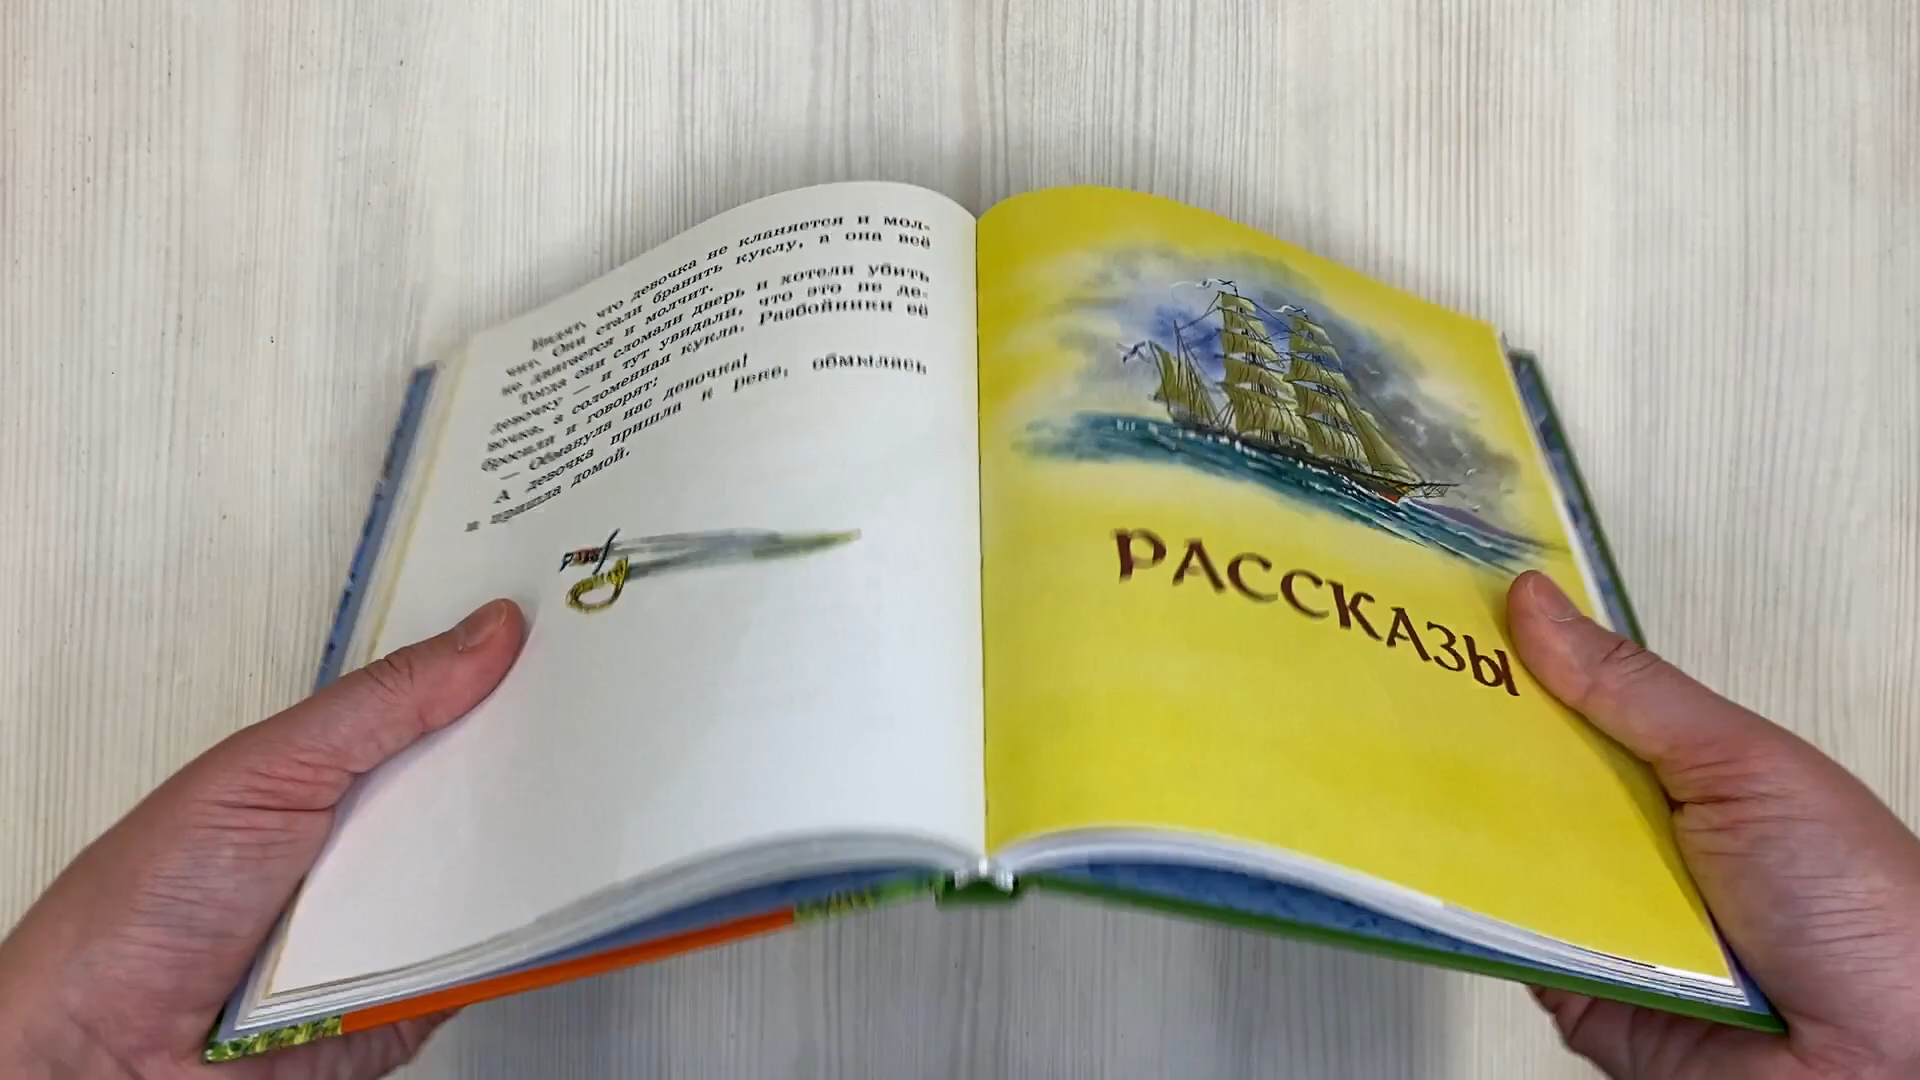 Видят, что девочка не кланяется и мол-
чит. Они стали бранить куклу, а она всё
не двигается и молчит.
Тогда они сломали дверь и хотели убить
девочку — и тут увидали, что это не де-
вочка, а соломенная кукла. Разбойники её
бросили и говорят:
— Обманула нас девочка!
А девочка пришла к реке, обмылась
и пришла домой.
РАССКАЗЫ